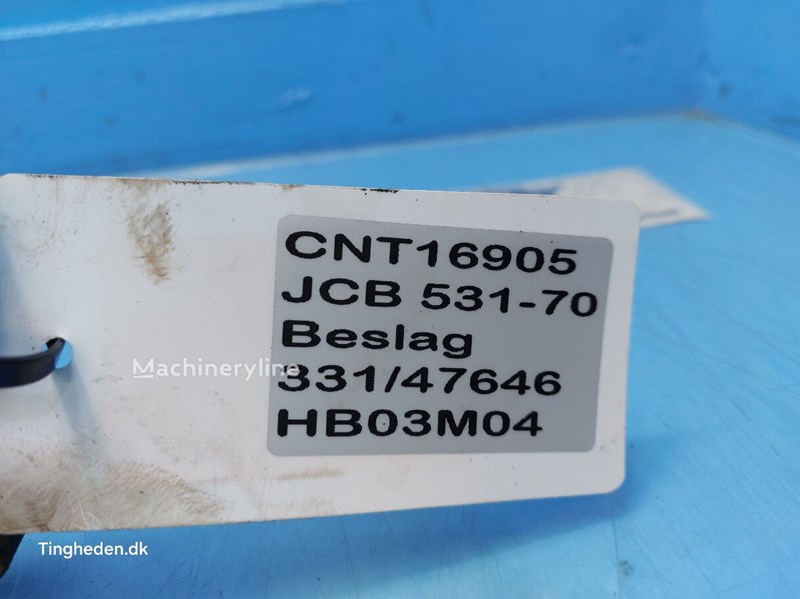 CNT16905
JCB 531-70
Beslag
Machineryline
331/47646
HB03M04
Tingheden.dk